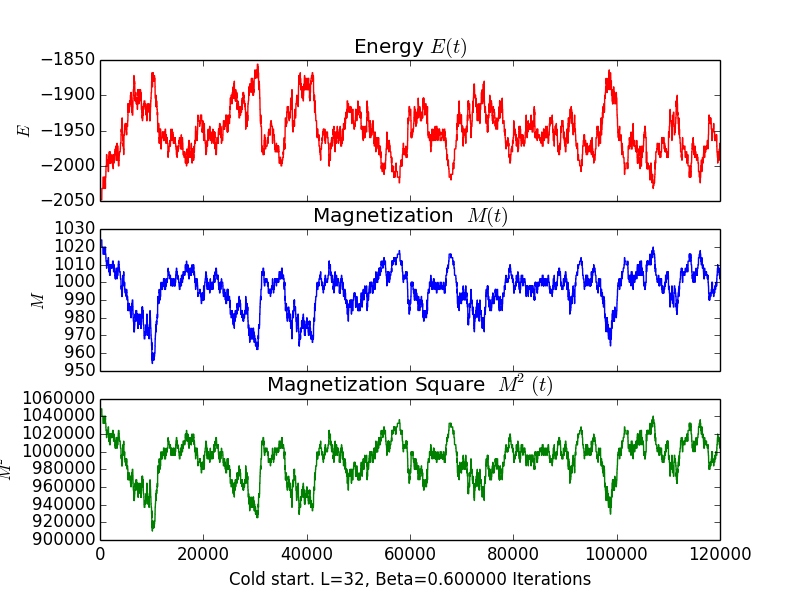 Energy E(t)
−1850
−1900
−1950
−2000
−2050
E
Magnetization M(t)
1030
1020
1010
1000
990
980
970
960
950
M
Magnetization Square M² (t)
1060000
1040000
1020000
1000000
980000
960000
940000
920000
900000
M²
0 20000 40000 60000 80000 100000 120000
Cold start. L=32, Beta=0.600000 Iterations